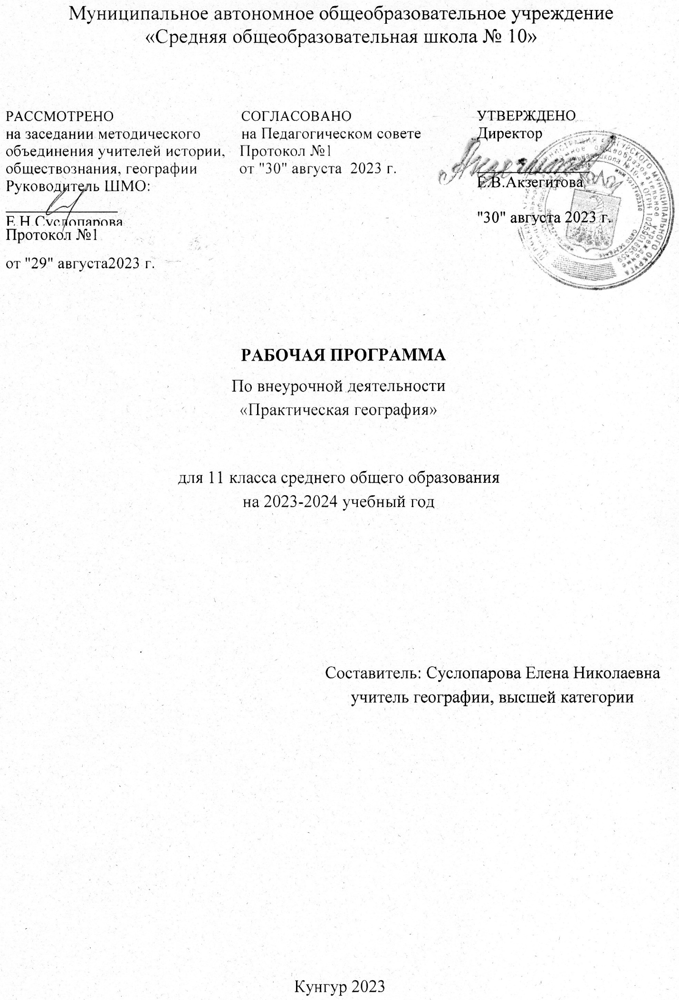 Муниципальное автономное общеобразовательное учреждение
«Средняя общеобразовательная школа № 10»
РАССМОТРЕНО
на заседании методического
объединения учителей истории,
обществознания, географии
Руководитель ШМО:
Е.Н.Суслопарова
Протокол №1
от "29" августа2023 г.
СОГЛАСОВАНО
на Педагогическом совете
Протокол №1
от "30" августа 2023 г.
УТВЕРЖДЕНО
Директор
Е.В.Акзегитова
"30" августа 2023 г.
РАБОЧАЯ ПРОГРАММА
По внеурочной деятельности
«Практическая география»
для 11 класса среднего общего образования
на 2023-2024 учебный год
Составитель: Суслопарова Елена Николаевна
учитель географии, высшей категории
Кунгур 2023